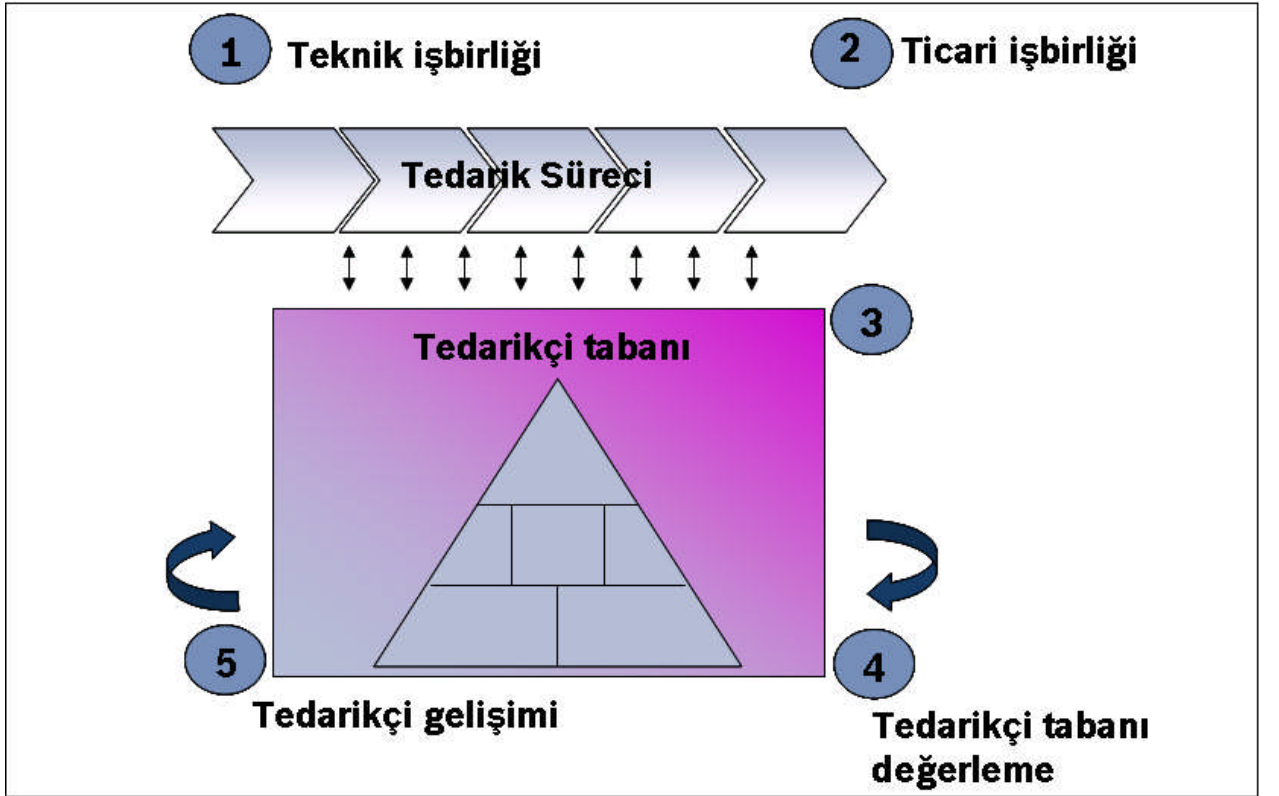 1 Teknik işbirliği
2 Ticari işbirliği
Tedarik Süreci
3
Tedarikçi tabanı
5
Tedarikçi gelişimi
4
Tedarikçi tabanı
değerleme